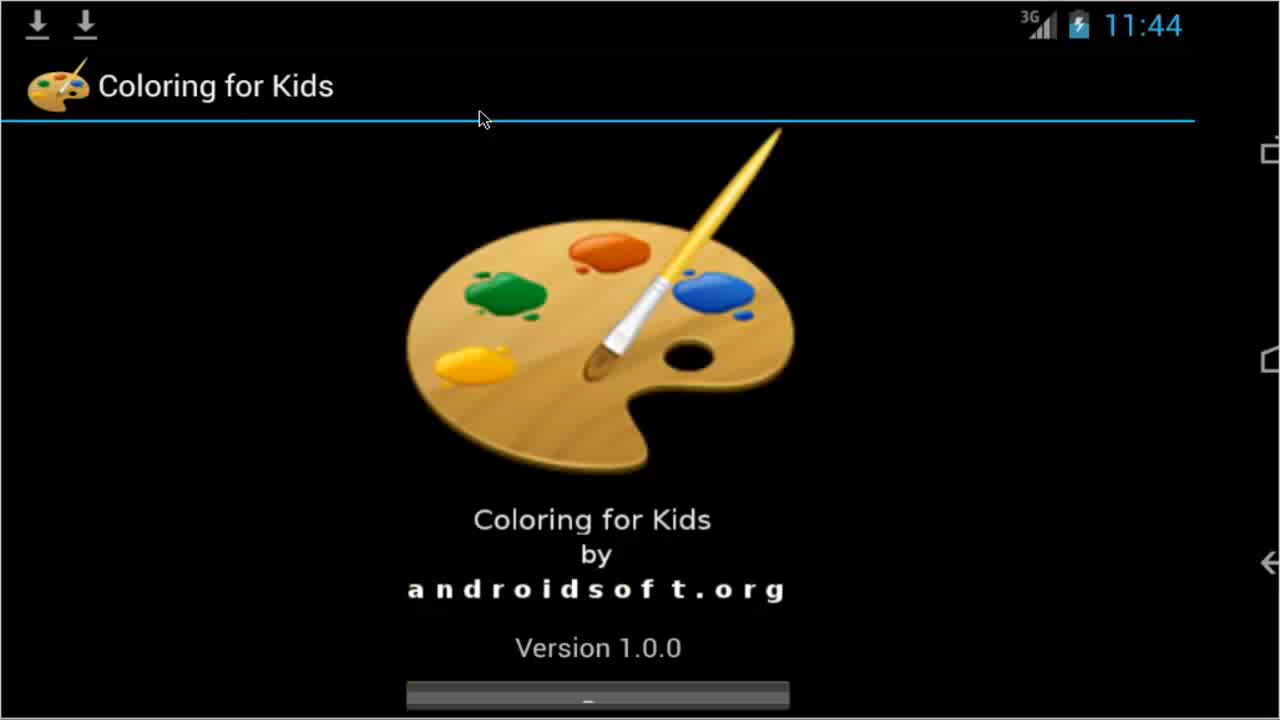 3G 11:44
Coloring for Kids
Coloring for Kids
by
androidsoft.org
Version 1.0.0